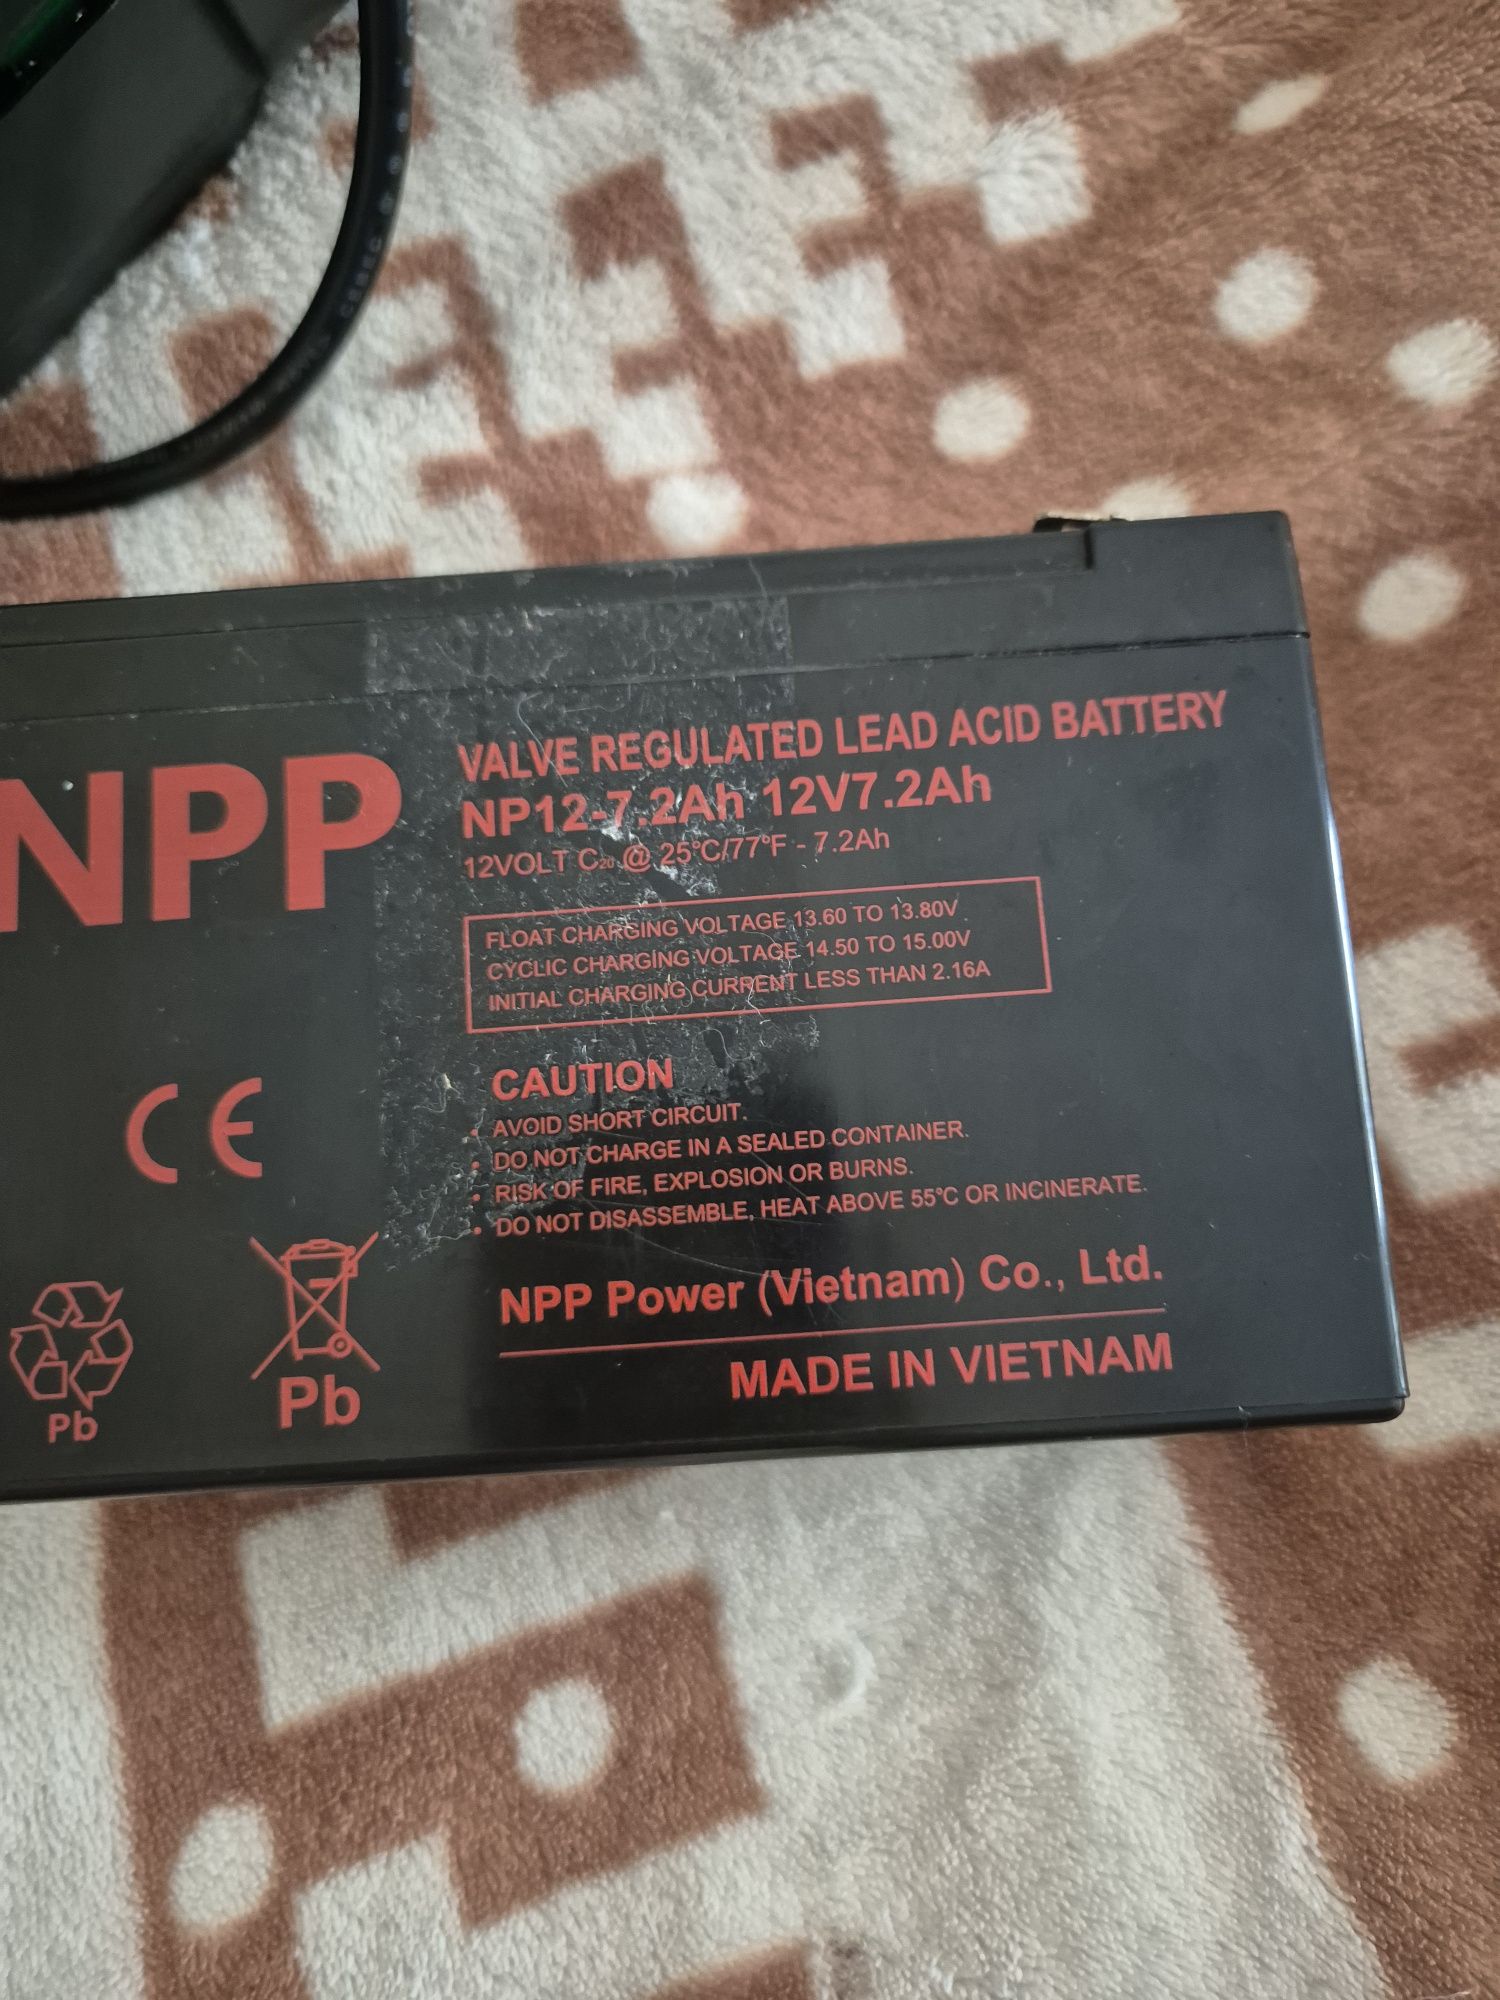 NPP
VALVE REGULATED LEAD ACID BATTERY
NP12-7.2Ah 12V7.2Ah
12VOLT C₂₀ @ 25°C/77°F - 7.2Ah
FLOAT CHARGING VOLTAGE 13.60 TO 13.80V
CYCLIC CHARGING VOLTAGE 14.50 TO 15.00V
INITIAL CHARGING CURRENT LESS THAN 2.16A
CE
CAUTION
• AVOID SHORT CIRCUIT.
• DO NOT CHARGE IN A SEALED CONTAINER.
• RISK OF FIRE, EXPLOSION OR BURNS.
• DO NOT DISASSEMBLE, HEAT ABOVE 55°C OR INCINERATE.
Pb
Pb
NPP Power (Vietnam) Co., Ltd.
MADE IN VIETNAM